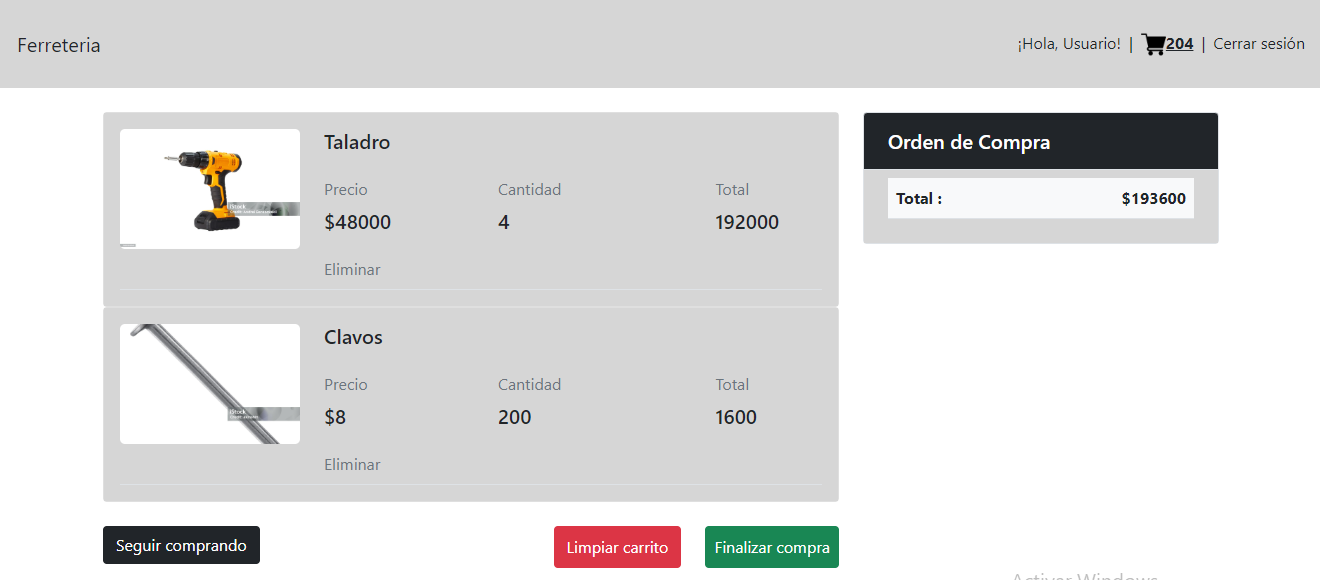 Ferreteria
¡Hola, Usuario! | 204 | Cerrar sesión
Taladro
Precio Cantidad Total
$48000 4 192000
Eliminar
iStock
Clavos
Precio Cantidad Total
$8 200 1600
Eliminar
iStock
Orden de Compra
Total : $193600
Seguir comprando
Limpiar carrito
Finalizar compra
Activar Windows